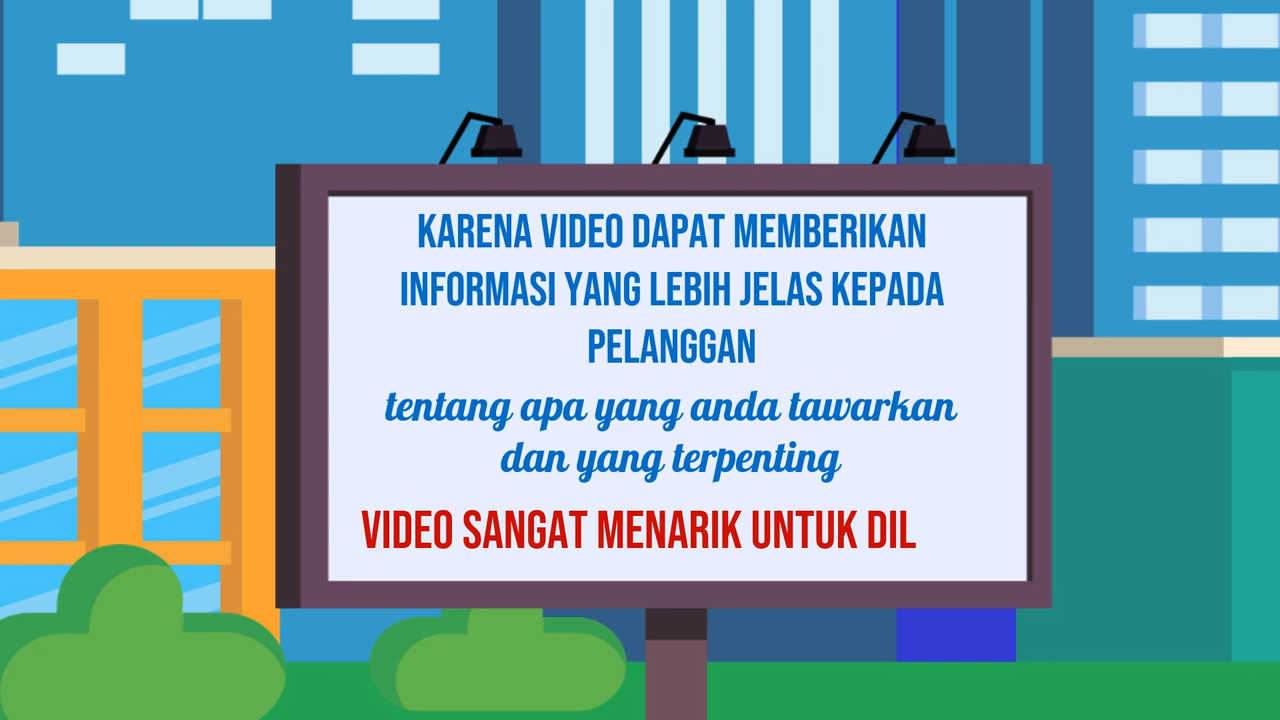 KARENA VIDEO DAPAT MEMBERIKAN
INFORMASI YANG LEBIH JELAS KEPADA
PELANGGAN
tentang apa yang anda tawarkan
dan yang terpenting
VIDEO SANGAT MENARIK UNTUK DIL